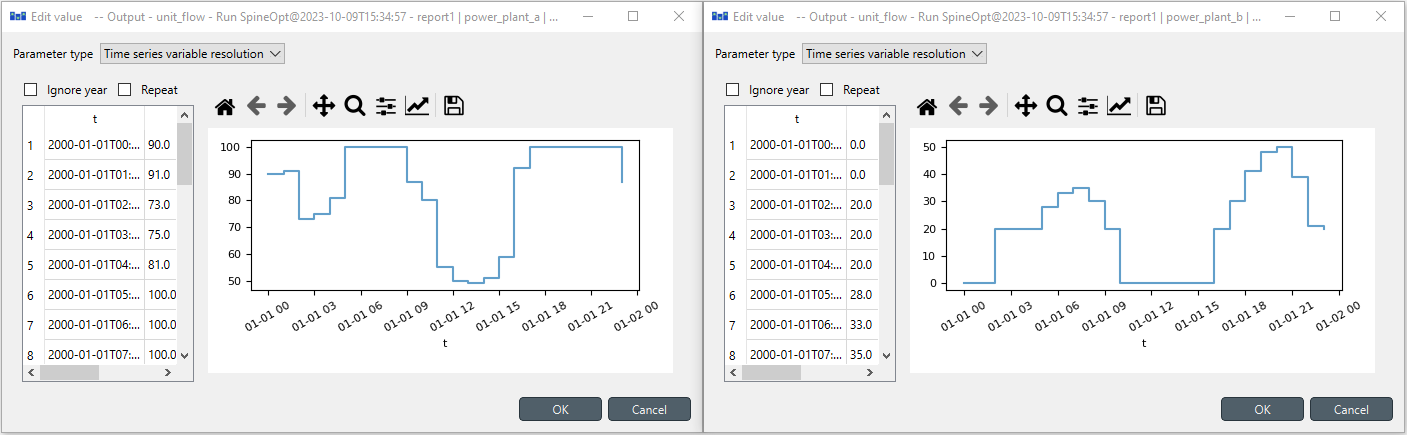 Edit value -- Output - unit_flow - Run SpineOpt@2023-10-09T15:34:57 - report1 | power_plant_a | ...
Parameter type Time series variable resolution
Ignore year Repeat
t
1 2000-01-01T00:... 90.0
2 2000-01-01T01:... 91.0
3 2000-01-01T02:... 73.0
4 2000-01-01T03:... 75.0
5 2000-01-01T04:... 81.0
6 2000-01-01T05:... 100.0
7 2000-01-01T06:... 100.0
8 2000-01-01T07:... 100.0
100
90
80
70
60
50
01-01 00 01-01 03 01-01 06 01-01 09 01-01 12 01-01 15 01-01 18 01-01 21 01-02 00
t
OK Cancel
Edit value -- Output - unit_flow - Run SpineOpt@2023-10-09T15:34:57 - report1 | power_plant_b | ...
Parameter type Time series variable resolution
Ignore year Repeat
t
1 2000-01-01T00:... 0.0
2 2000-01-01T01:... 0.0
3 2000-01-01T02:... 20.0
4 2000-01-01T03:... 20.0
5 2000-01-01T04:... 20.0
6 2000-01-01T05:... 28.0
7 2000-01-01T06:... 33.0
8 2000-01-01T07:... 35.0
50
40
30
20
10
0
01-01 00 01-01 03 01-01 06 01-01 09 01-01 12 01-01 15 01-01 18 01-01 21 01-02 00
t
OK Cancel